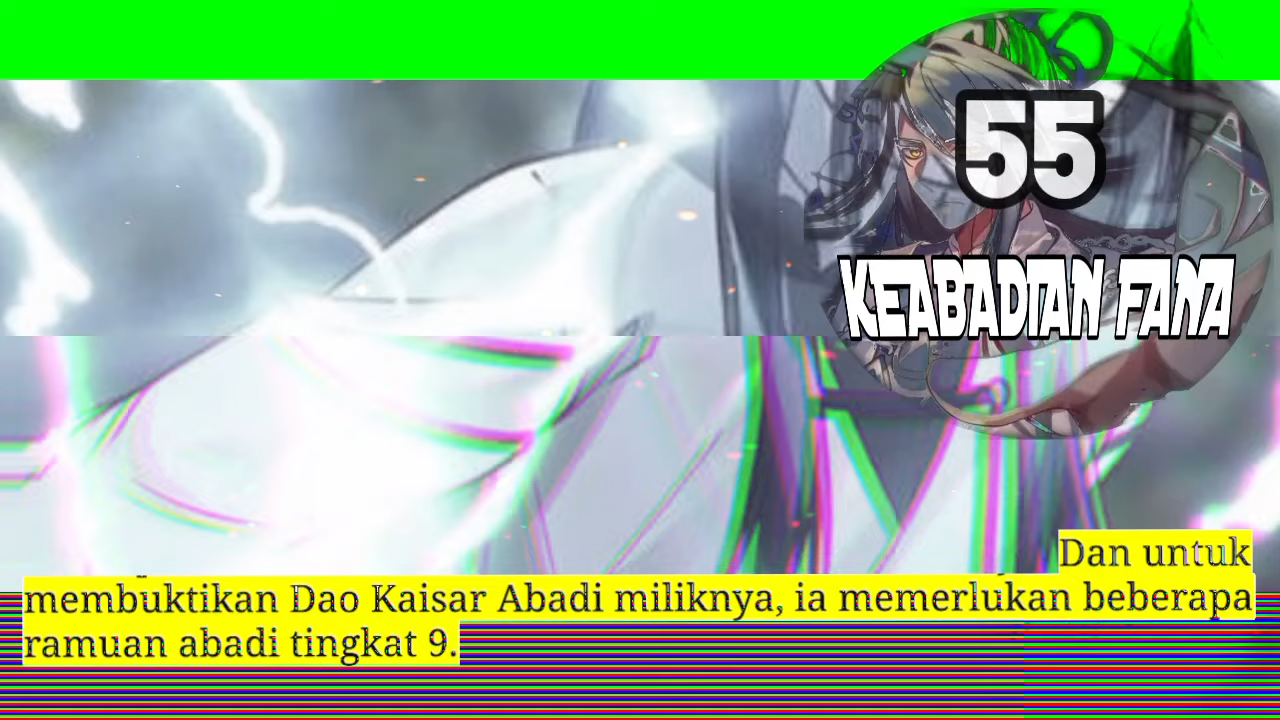 55
KEABADIAN FANA
Dan untuk
membuktikan Dao Kaisar Abadi miliknya, ia memerlukan beberapa
ramuan abadi tingkat 9.